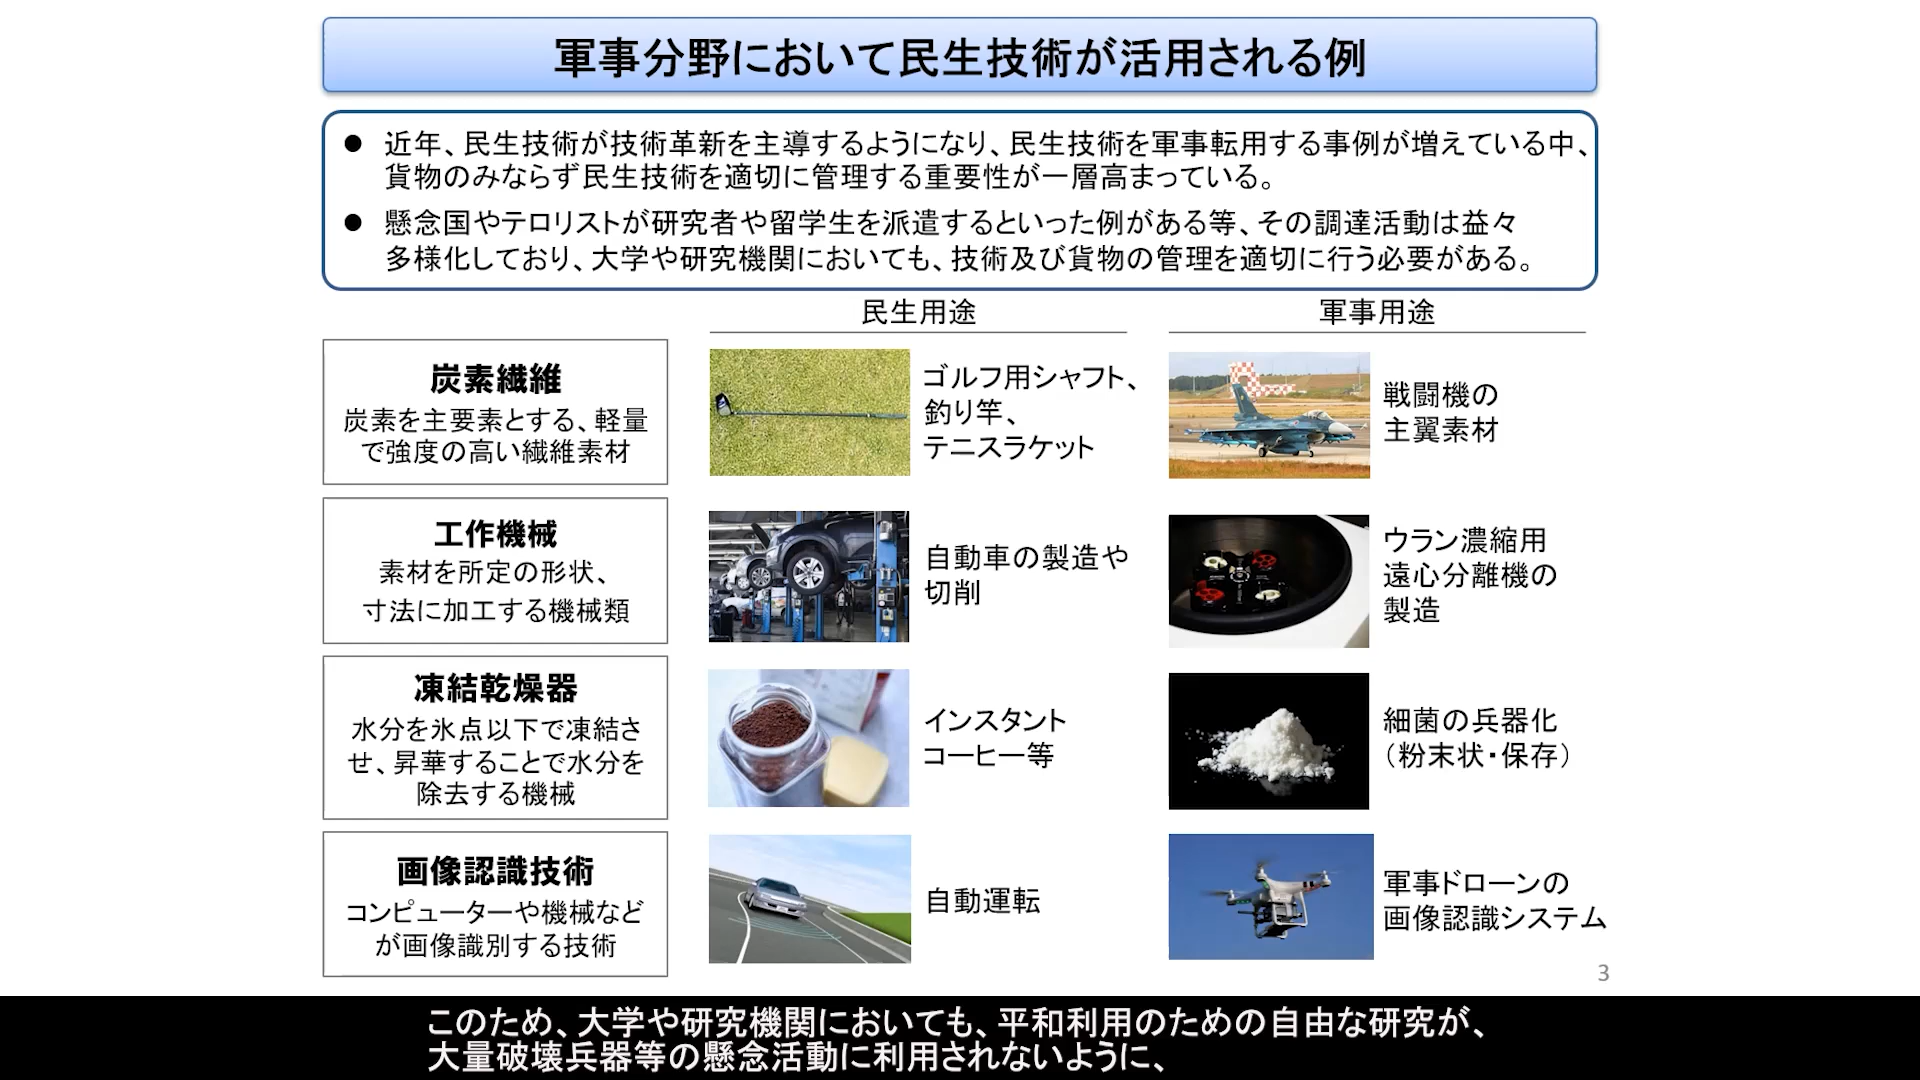 軍事分野において民生技術が活用される例
● 近年、民生技術が技術革新を主導するようになり、民生技術を軍事転用する事例が増えている中、
貨物のみならず民生技術を適切に管理する重要性が一層高まっている。
● 懸念国やテロリストが研究者や留学生を派遣するといった例がある等、その調達活動は益々
多様化しており、大学や研究機関においても、技術及び貨物の管理を適切に行う必要がある。
民生用途
軍事用途
炭素繊維
炭素を主要素とする、軽量
で強度の高い繊維素材
ゴルフ用シャフト、
釣り竿、
テニスラケット
戦闘機の
主翼素材
工作機械
素材を所定の形状、
寸法に加工する機械類
自動車の製造や
切削
ウラン濃縮用
遠心分離機の
製造
凍結乾燥器
水分を氷点以下で凍結さ
せ、昇華することで水分を
除去する機械
インスタント
コーヒー等
細菌の兵器化
（粉末状・保存）
画像認識技術
コンピューターや機械など
が画像識別する技術
自動運転
軍事ドローンの
画像認識システム
3
このため、大学や研究機関においても、平和利用のための自由な研究が、
大量破壊兵器等の懸念活動に利用されないように、